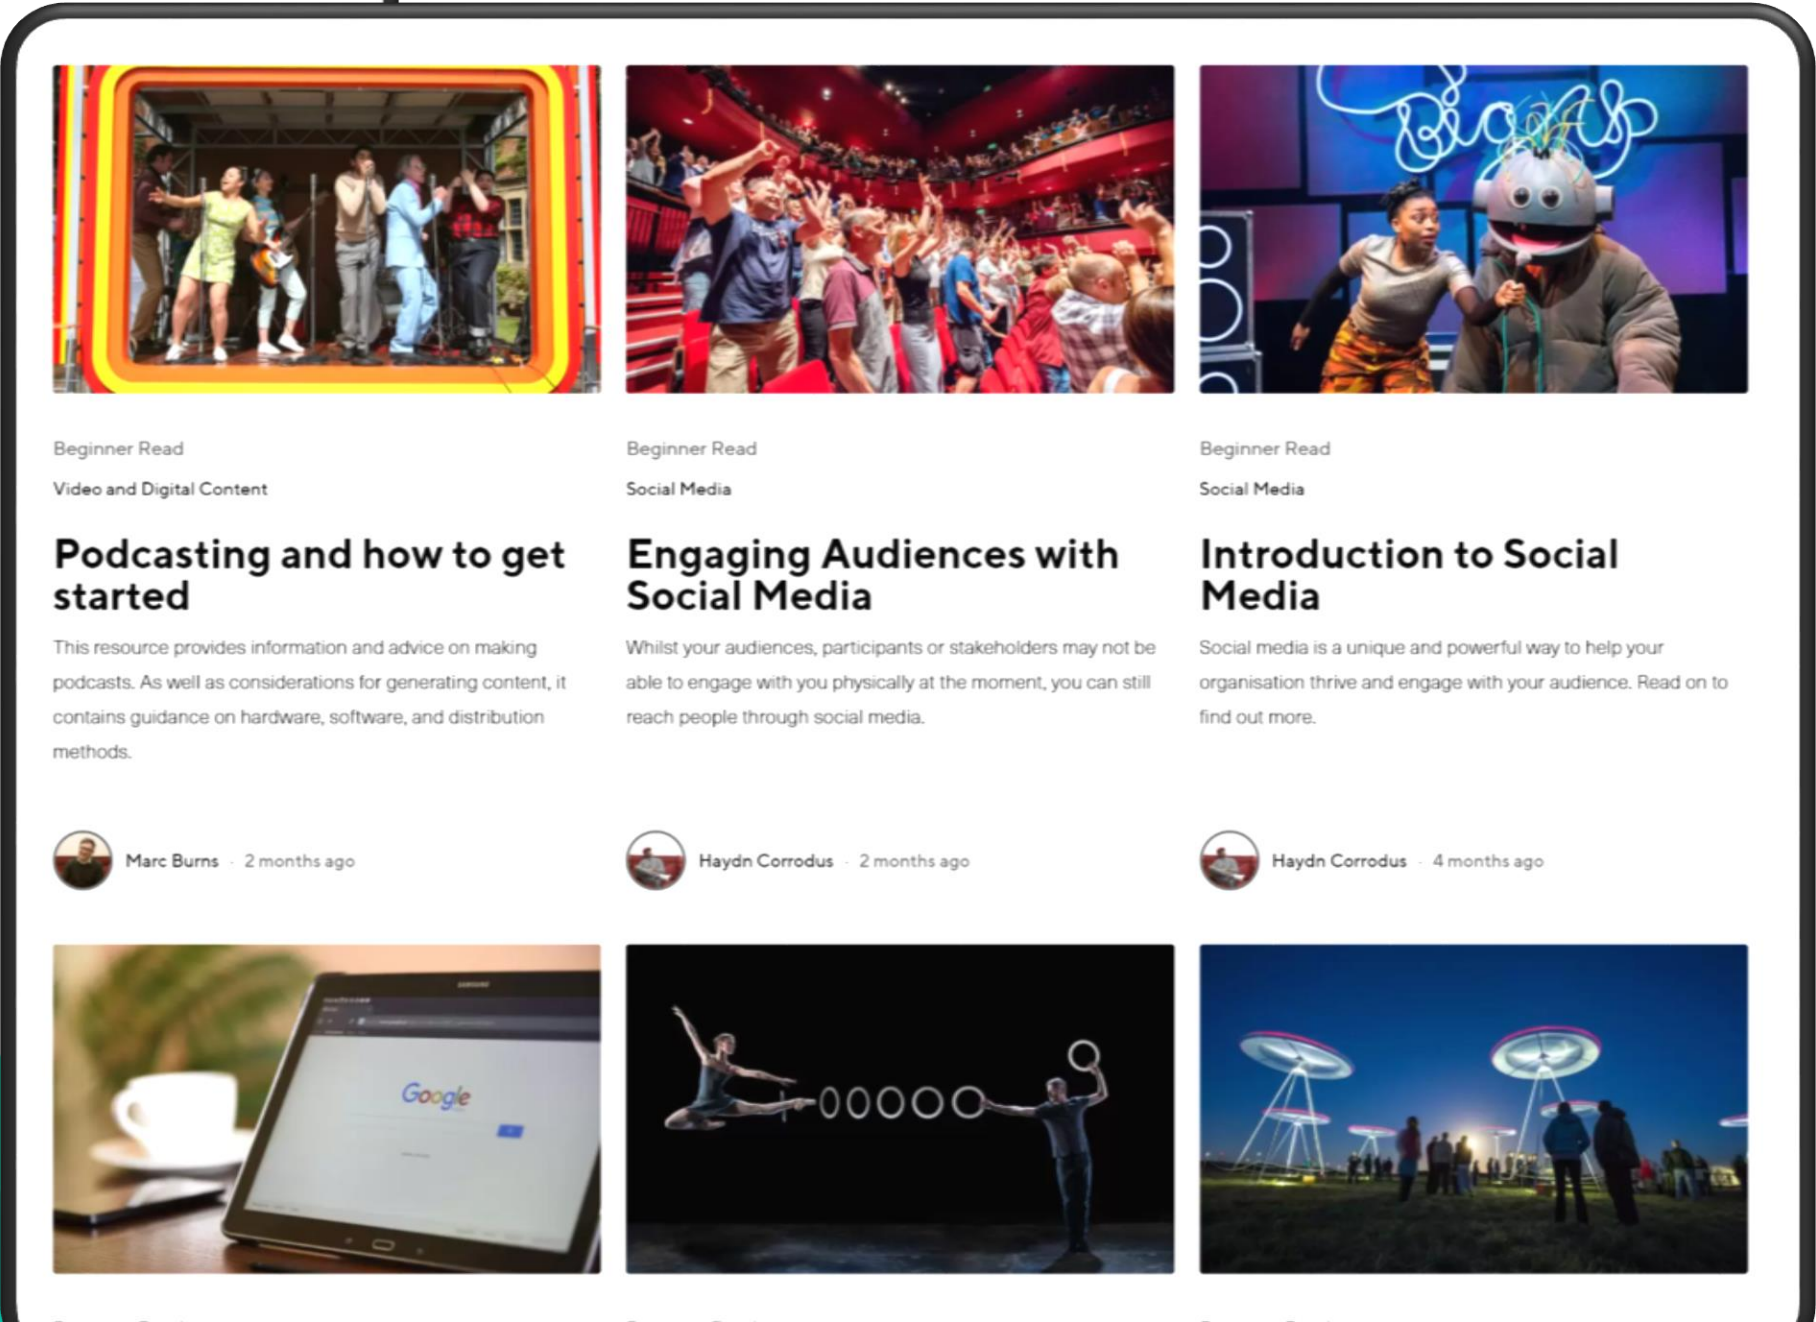 Big Up
Beginner Read
Video and Digital Content
Podcasting and how to get
started
This resource provides information and advice on making
podcasts. As well as considerations for generating content, it
contains guidance on hardware, software, and distribution
methods.
Marc Burns · 2 months ago
Beginner Read
Social Media
Engaging Audiences with
Social Media
Whilst your audiences, participants or stakeholders may not be
able to engage with you physically at the moment, you can still
reach people through social media.
Haydn Corrodus · 2 months ago
Beginner Read
Social Media
Introduction to Social
Media
Social media is a unique and powerful way to help your
organisation thrive and engage with your audience. Read on to
find out more.
Haydn Corrodus · 4 months ago
SAMSUNG
Google